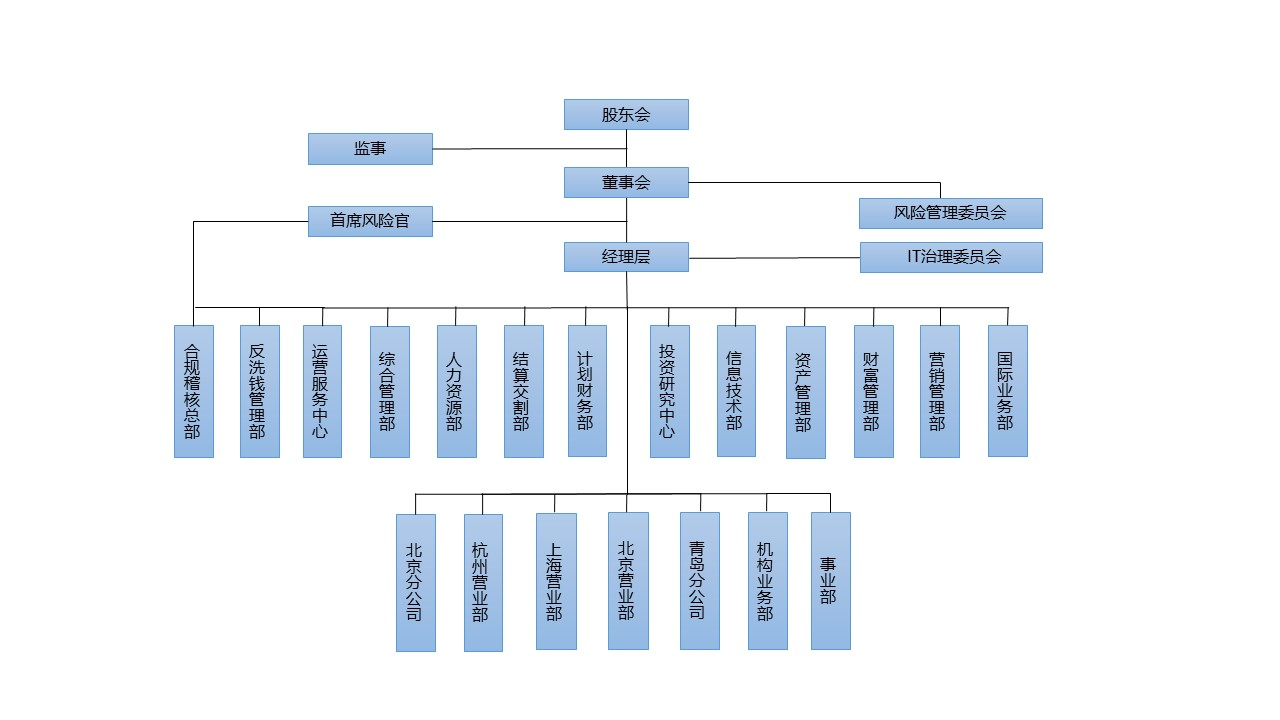 股东会
监事
董事会
风险管理委员会
首席风险官
经理层
IT治理委员会
合规稽核总部
反洗钱管理部
运营服务中心
综合管理部
人力资源部
结算交割部
计划财务部
投资研究中心
信息技术部
资产管理部
财富管理部
营销管理部
国际业务部
北京分公司
杭州营业部
上海营业部
北京营业部
青岛分公司
机构业务部
事业部